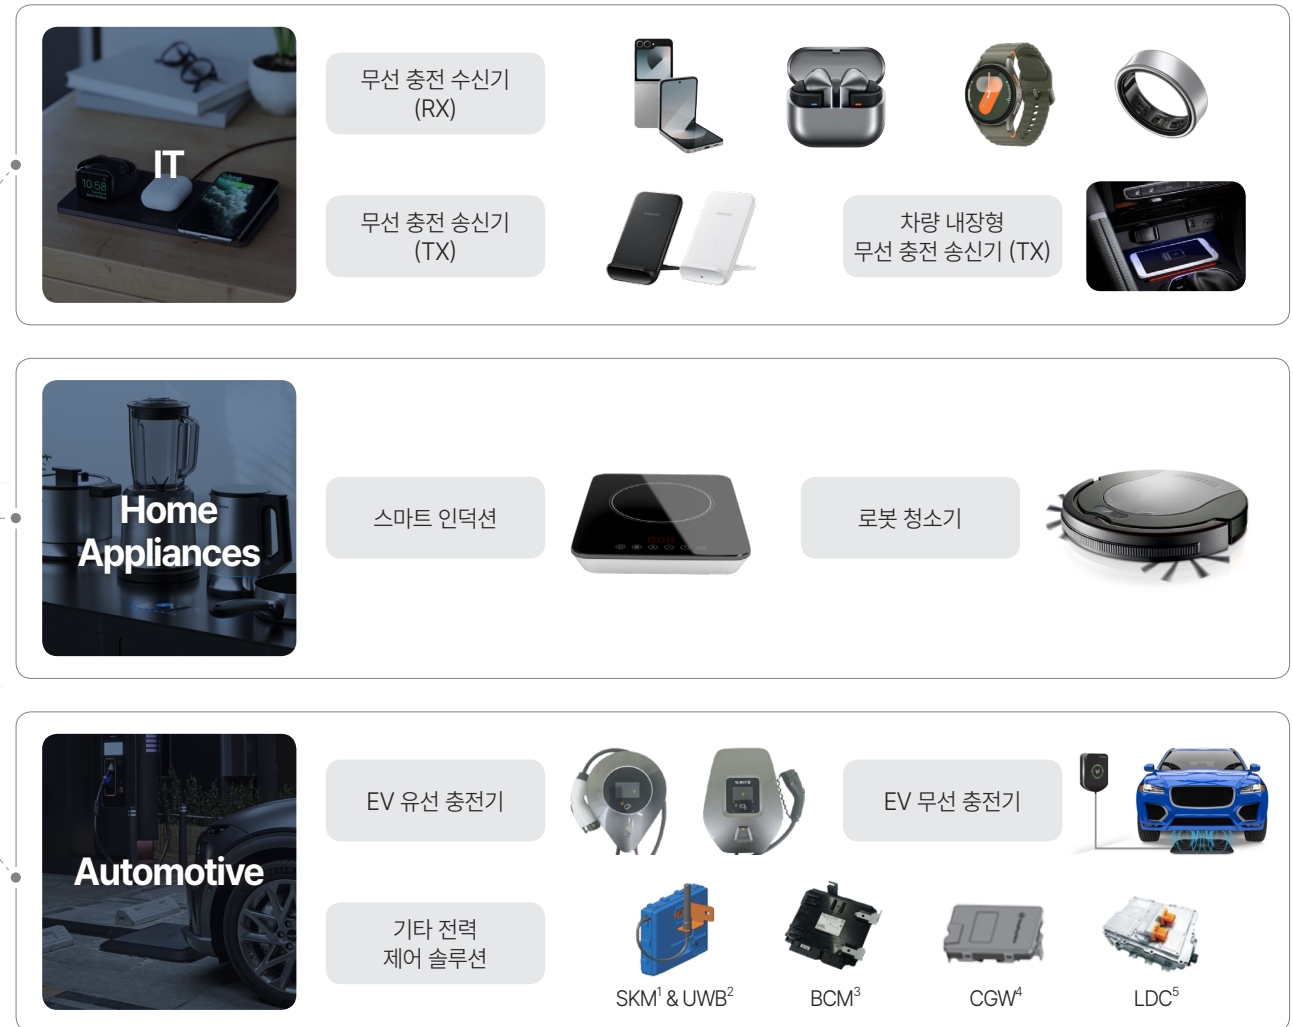 IT
10:58
무선 충전 수신기
(RX)
무선 충전 송신기
(TX)
차량 내장형
무선 충전 송신기 (TX)
Home
Appliances
스마트 인덕션
로봇 청소기
Automotive
EV 유선 충전기
EV 무선 충전기
기타 전력
제어 솔루션
SKM¹ & UWB²
BCM³
CGW⁴
LDC⁵